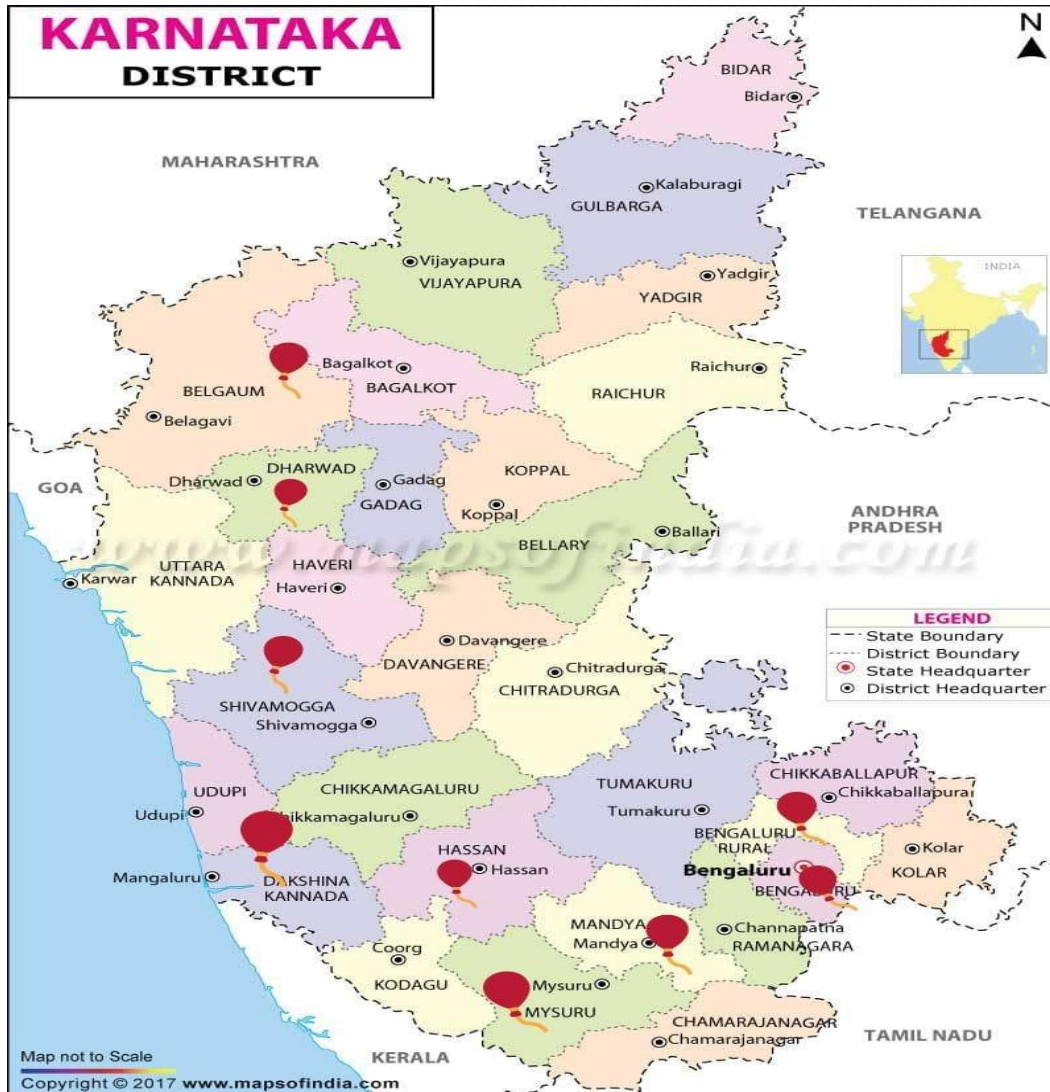 KARNATAKA
DISTRICT
N
BIDAR
Bidar
MAHARASHTRA
Kalaburagi
GULBARGA
TELANGANA
Vijayapura
VIJAYAPURA
Yadgir
YADGIR
INDIA
Bagalkot
BAGALKOT
Raichur
RAICHUR
BELGAUM
Belagavi
DHARWAD
Dharwad
Gadag
GADAG
KOPPAL
Koppal
GOA
ANDHRA
PRADESH
Ballari
BELLARY
www.mapsofindia.com
UTTARA
KANNADA
Karwar
HAVERI
Haveri
Davangere
DAVANGERE
Chitradurga
CHITRADURGA
LEGEND
State Boundary
District Boundary
State Headquarter
District Headquarter
SHIVAMOGGA
Shivamogga
UDUPI
Udupi
CHIKKAMAGALURU
hikkamagaluru
TUMAKURU
Tumakuru
CHIKKABALLAPUR
Chikkaballapura
BENGALURU
RURAL
Bengaluru
Kolar
KOLAR
HASSAN
Hassan
Mangaluru
DAKSHINA
KANNADA
MANDYA
Mandya
Channapatna
RAMANAGARA
Coorg
KODAGU
Mysuru
MYSURU
CHAMARAJANAGAR
Chamarajanagar
TAMIL NADU
KERALA
Map not to Scale
Copyright © 2017 www.mapsofindia.com